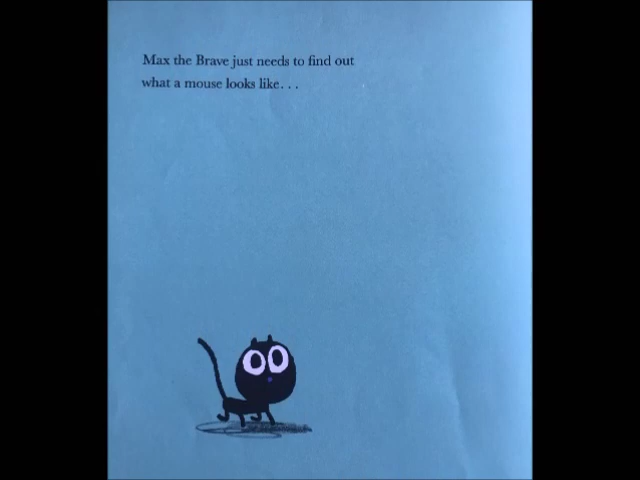 Max the Brave just needs to find out
what a mouse looks like. . .